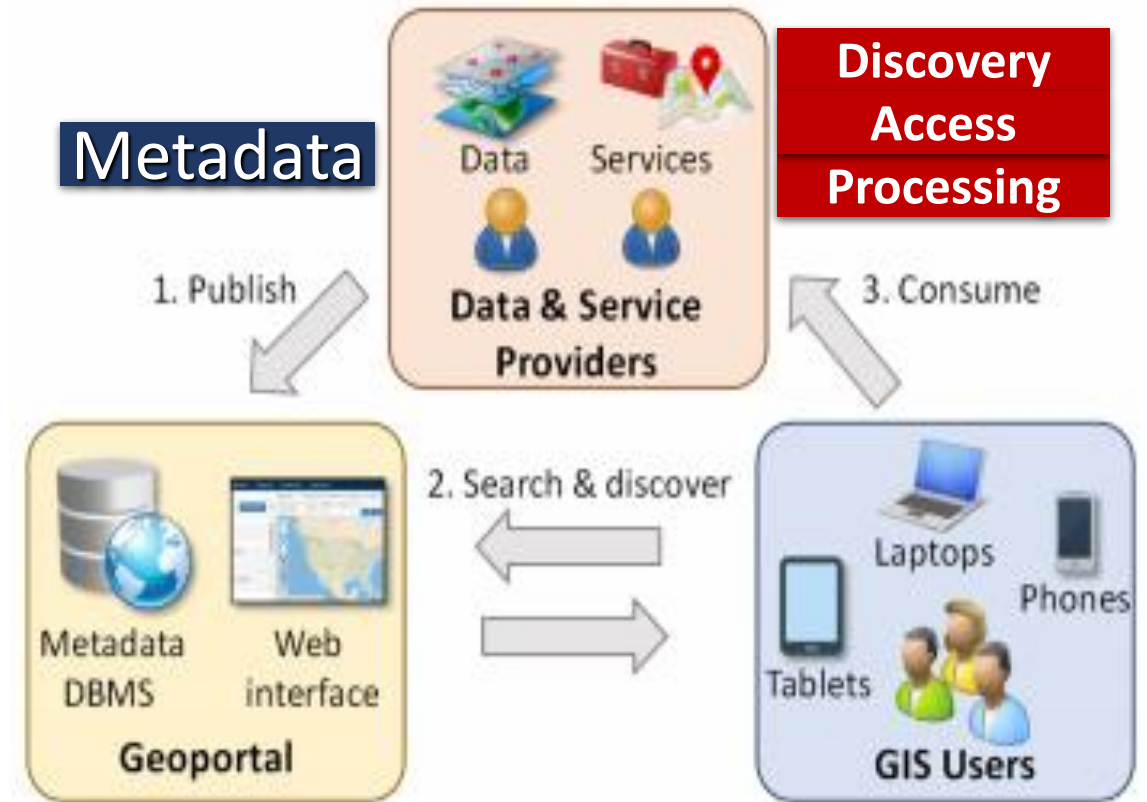 Metadata
Data
Services
Data & Service
Providers
Discovery
Access
Processing
1. Publish
3. Consume
2. Search & discover
Metadata
DBMS
Web
interface
Geoportal
Laptops
Phones
Tablets
GIS Users